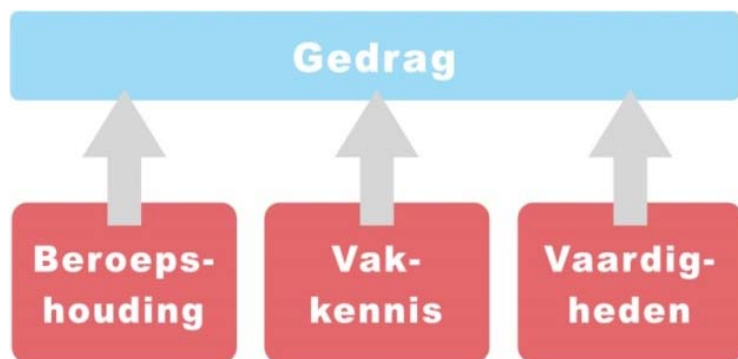 Gedrag
Beroeps-
houding
Vak-
kennis
Vaardig-
heden